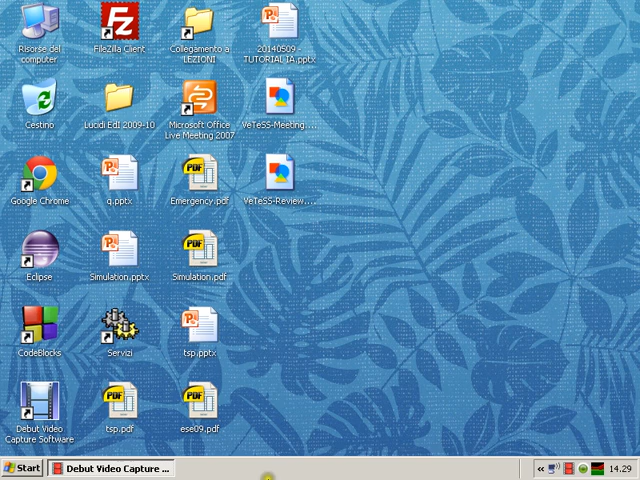 Risore del
computer
FileZilla Client
Collegamento a
LEZIONI
20140509 -
TUTORIAL IA.pptx
Cestino
Lucidi EdI 2009-10
Microsoft Office
Live Meeting 2007
VeTeSS-Meeting....
VeTeSS-Review....
Google Chrome
q.pptx
Emergency.pdf
Eclipse
Simulation.pptx
Simulation.pdf
CodeBlocks
Servizi
tsp.pptx
Debut Video
Capture Software
tsp.pdf
ese09.pdf
Start
Debut Video Capture ...
14.29